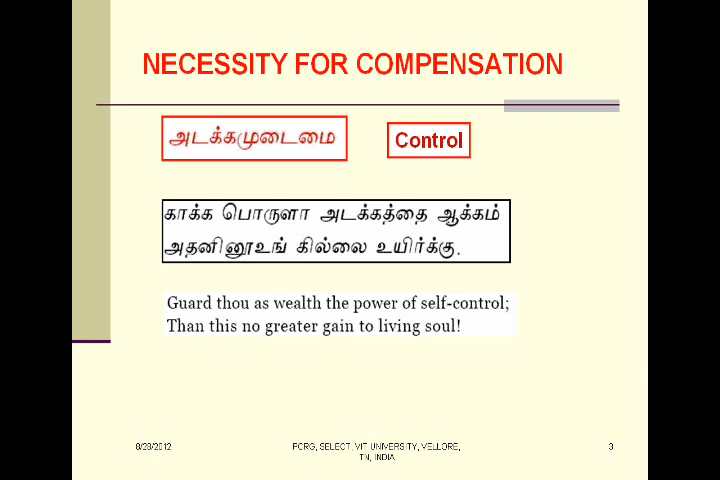 NECESSITY FOR COMPENSATION
அடக்கமுடைமை
Control
காக்க பொருளா அடக்கத்தை ஆக்கம்
அதனினூஉங் கில்லை உயிர்க்கு.
Guard thou as wealth the power of self-control;
Than this no greater gain to living soul!
8/28/2012
PCRG, SELECT, VIT UNIVERSITY, VELLORE,
TN, INDIA
3